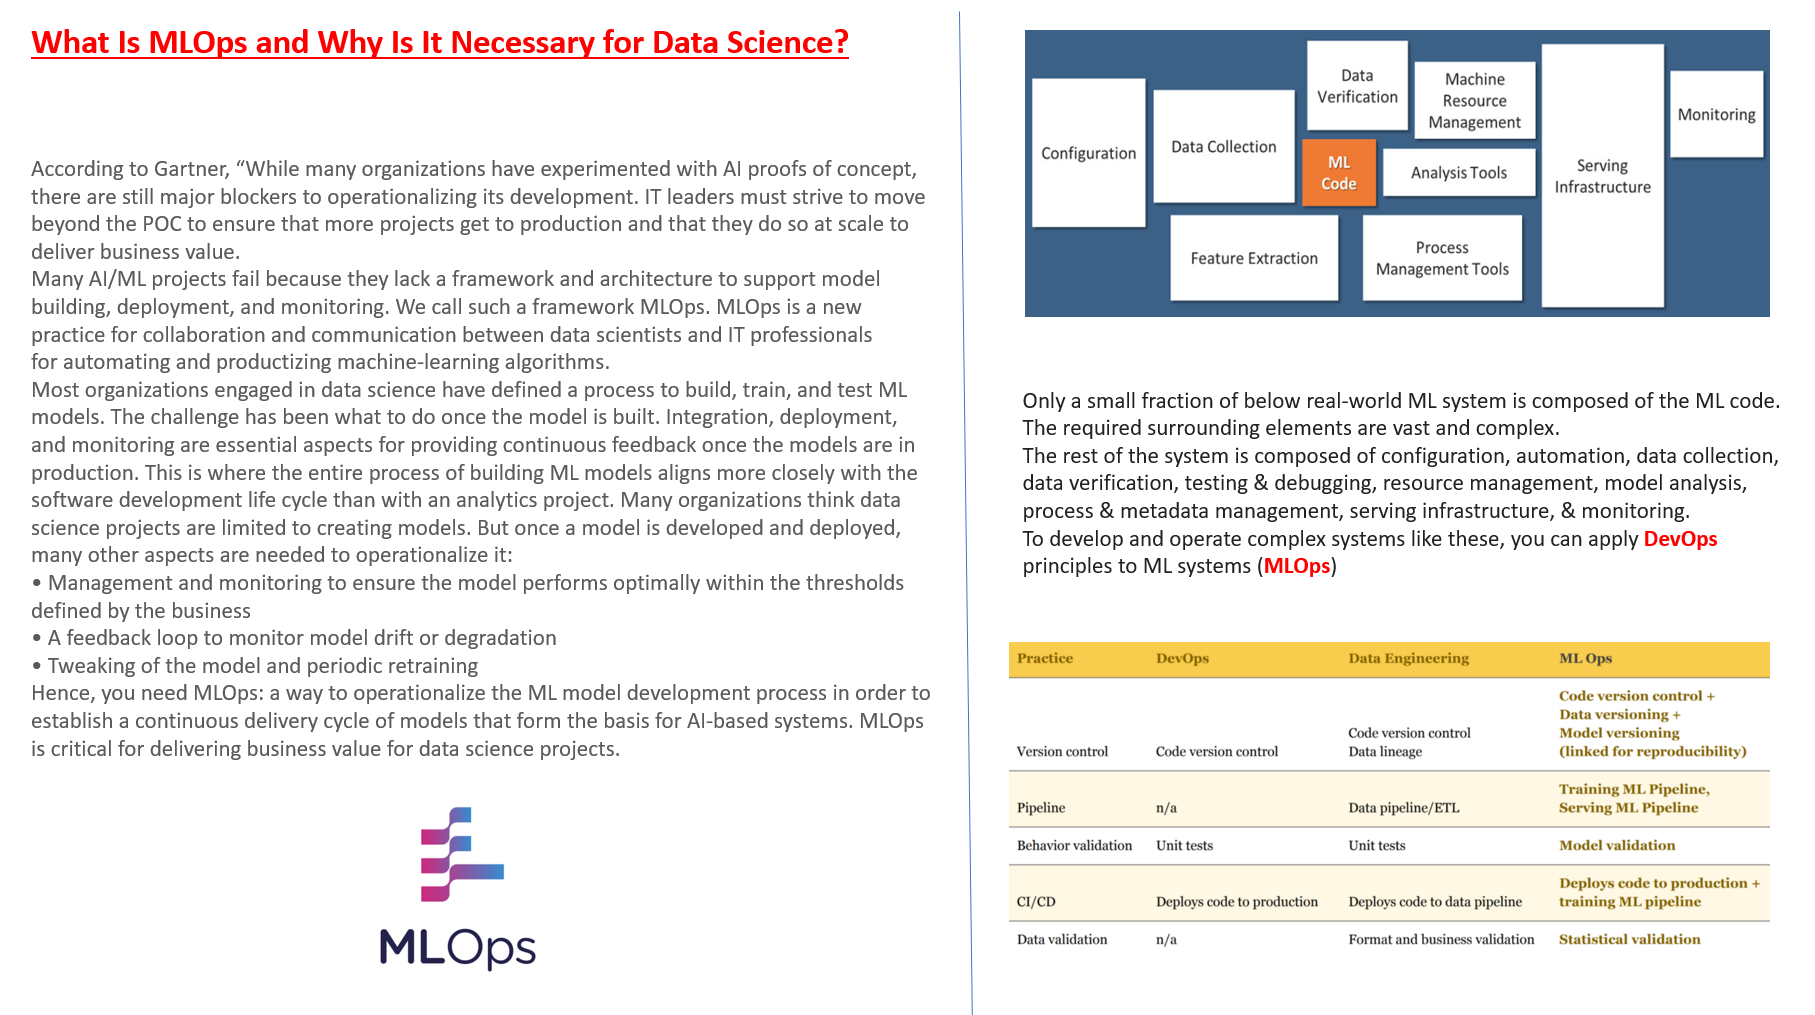 What Is MLOps and Why Is It Necessary for Data Science?
According to Gartner, “While many organizations have experimented with AI proofs of concept,
there are still major blockers to operationalizing its development. IT leaders must strive to move
beyond the POC to ensure that more projects get to production and that they do so at scale to
deliver business value.
Many AI/ML projects fail because they lack a framework and architecture to support model
building, deployment, and monitoring. We call such a framework MLOps. MLOps is a new
practice for collaboration and communication between data scientists and IT professionals
for automating and productizing machine-learning algorithms.
Most organizations engaged in data science have defined a process to build, train, and test ML
models. The challenge has been what to do once the model is built. Integration, deployment,
and monitoring are essential aspects for providing continuous feedback once the models are in
production. This is where the entire process of building ML models aligns more closely with the
software development life cycle than with an analytics project. Many organizations think data
science projects are limited to creating models. But once a model is developed and deployed,
many other aspects are needed to operationalize it:
• Management and monitoring to ensure the model performs optimally within the thresholds
defined by the business
• A feedback loop to monitor model drift or degradation
• Tweaking of the model and periodic retraining
Hence, you need MLOps: a way to operationalize the ML model development process in order to
establish a continuous delivery cycle of models that form the basis for AI-based systems. MLOps
is critical for delivering business value for data science projects.
MLOps
Configuration
Data Collection
Data
Verification
Machine
Resource
Management
ML
Code
Analysis Tools
Feature Extraction
Process
Management Tools
Serving
Infrastructure
Monitoring
Only a small fraction of below real-world ML system is composed of the ML code.
The required surrounding elements are vast and complex.
The rest of the system is composed of configuration, automation, data collection,
data verification, testing & debugging, resource management, model analysis,
process & metadata management, serving infrastructure, & monitoring.
To develop and operate complex systems like these, you can apply DevOps
principles to ML systems (MLOps)
Practice DevOps Data Engineering ML Ops
Version control
Code version control
Code version control
Data lineage
Code version control +
Data versioning +
Model versioning
(linked for reproducibility)
Pipeline
n/a
Data pipeline/ETL
Training ML Pipeline,
Serving ML Pipeline
Behavior validation Unit tests Unit tests Model validation
CI/CD
Deploys code to production
Deploys code to data pipeline
Deploys code to production +
training ML pipeline
Data validation n/a Format and business validation Statistical validation